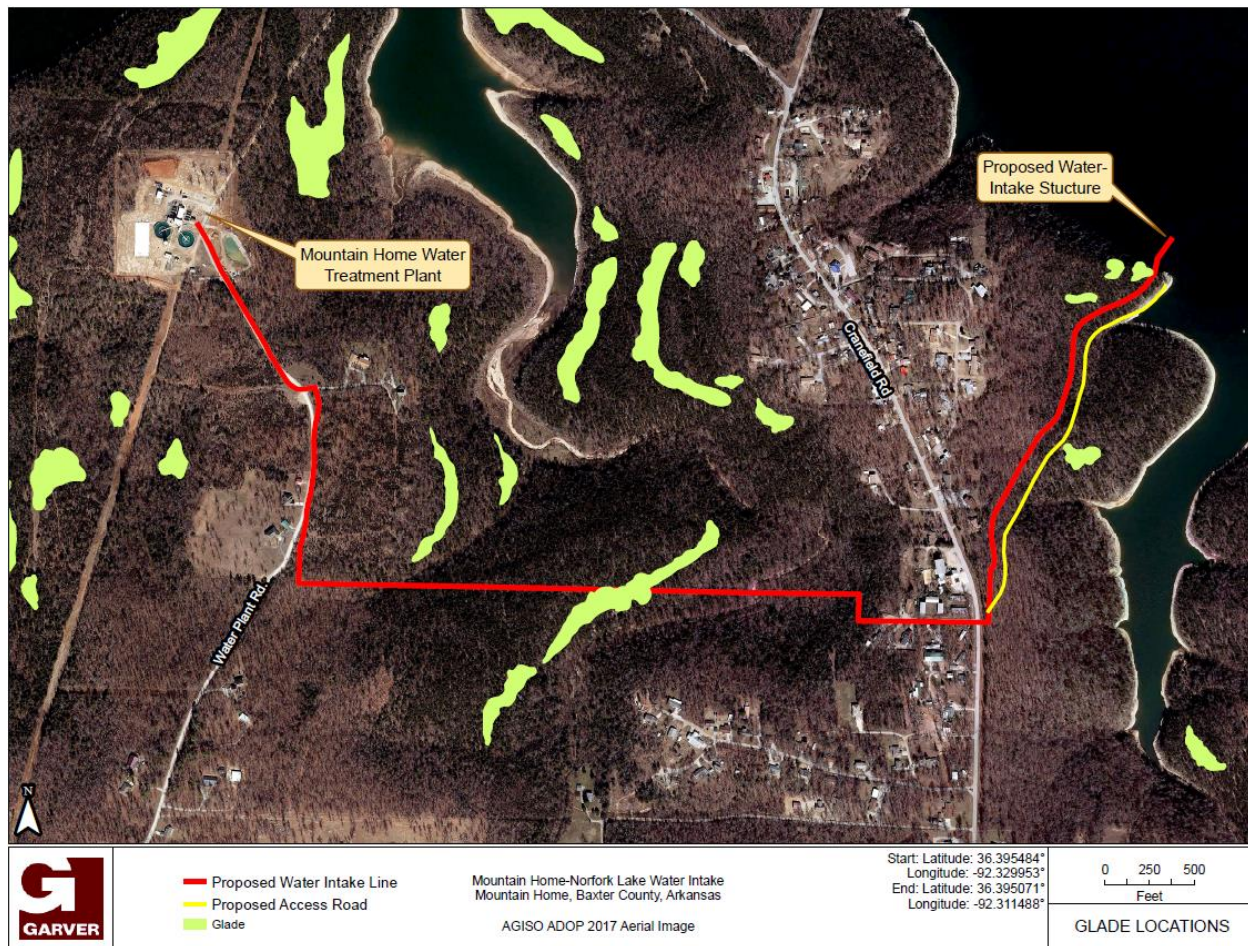 Proposed Water-
Intake Stucture
Mountain Home Water
Treatment Plant
Cranefield Rd
Water Plant Rd.
N
G
GARVER
Proposed Water Intake Line
Proposed Access Road
Glade
Mountain Home-Norfork Lake Water Intake
Mountain Home, Baxter County, Arkansas
AGISO ADOP 2017 Aerial Image
Start: Latitude: 36.395484°
Longitude: -92.329953°
End: Latitude: 36.395071°
Longitude: -92.311488°
0 250 500
Feet
GLADE LOCATIONS